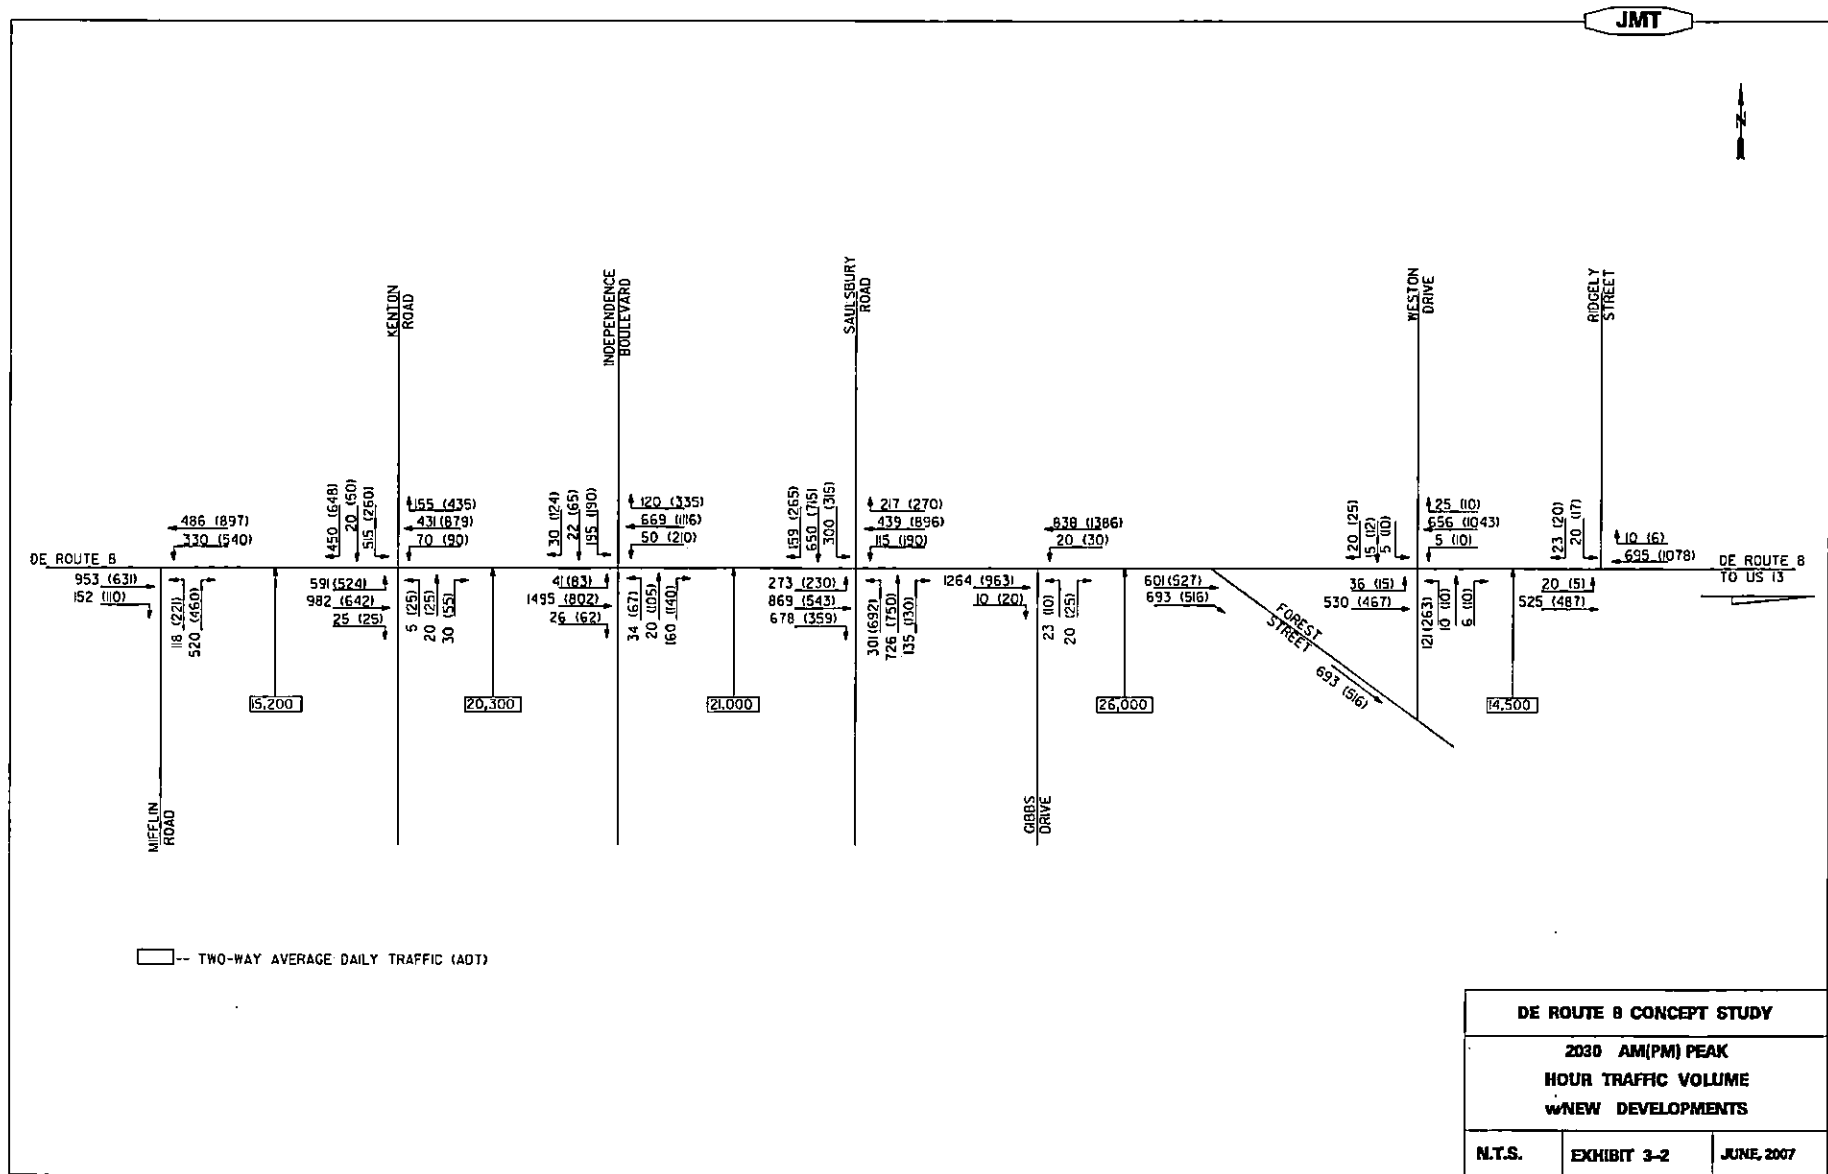 JMT
N
KENTON
ROAD
INDEPENDENCE
BOULEVARD
SAULSBURY
ROAD
WESTON
DRIVE
RIDGELY
STREET
DE ROUTE 8
486 (897)
330 (540)
953 (631)
152 (110)
118 (221)
520 (460)
450 (648)
20 (50)
515 (260)
155 (435)
431 (879)
70 (90)
591 (524)
982 (642)
25 (25)
5 (25)
20 (25)
30 (55)
30 (124)
22 (65)
195 (190)
120 (335)
669 (1116)
50 (210)
41 (83)
1495 (802)
26 (62)
34 (67)
20 (105)
160 (140)
159 (265)
650 (715)
300 (315)
217 (270)
439 (896)
115 (190)
273 (230)
869 (543)
678 (359)
301 (692)
726 (750)
135 (130)
838 (1386)
20 (30)
1264 (963)
10 (20)
23 (10)
20 (25)
601 (527)
693 (516)
FOREST
STREET
693 (516)
20 (25)
15 (12)
5 (10)
25 (10)
656 (1043)
5 (10)
36 (15)
530 (467)
121 (263)
10 (10)
6 (10)
23 (20)
20 (17)
10 (6)
695 (1078)
20 (5)
525 (487)
DE ROUTE 8
TO US 13
15,200
20,300
21,000
26,000
14,500
MIFFLIN
ROAD
GIBBS
DRIVE
-- TWO-WAY AVERAGE DAILY TRAFFIC (ADT)
DE ROUTE 8 CONCEPT STUDY
2030 AM(PM) PEAK
HOUR TRAFFIC VOLUME
w/NEW DEVELOPMENTS
N.T.S.
EXHIBIT 3-2
JUNE, 2007